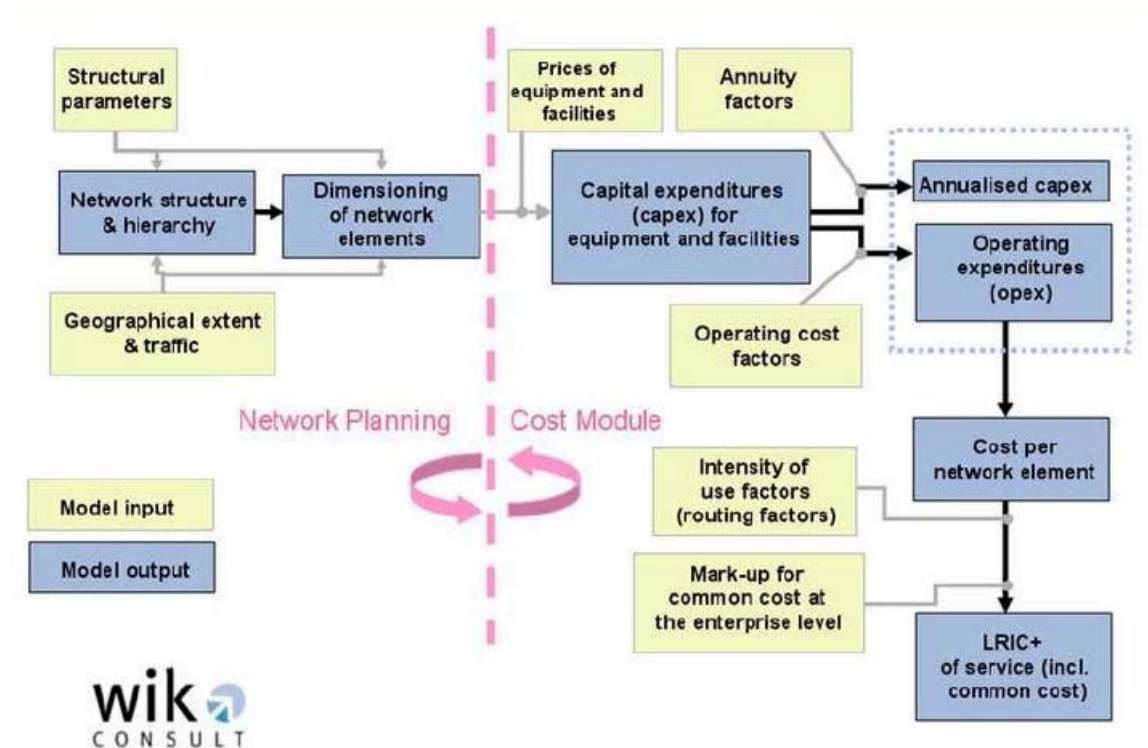 Structural
parameters
Prices of
equipment and
facilities
Annuity
factors
Network structure
& hierarchy
Dimensioning
of network
elements
Capital expenditures
(capex) for
equipment and facilities
Annualised capex
Operating
expenditures
(opex)
Geographical extent
& traffic
Operating cost
factors
Network Planning
Cost Module
Cost per
network element
Intensity of
use factors
(routing factors)
Model input
Model output
Mark-up for
common cost at
the enterprise level
LRIC+
of service (incl.
common cost)
wik
CONSULT